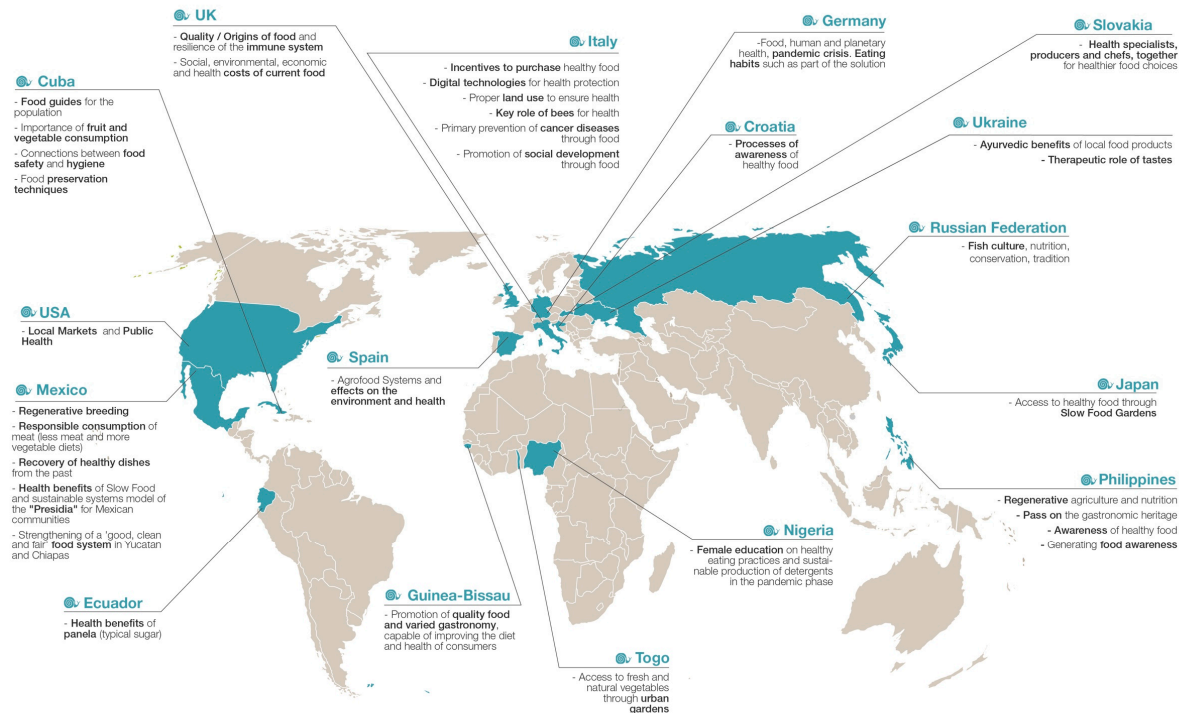 UK
- Quality / Origins of food and
resilience of the immune system
- Social, environmental, economic
and health costs of current food
Italy
- Incentives to purchase healthy food
- Digital technologies for health protection
- Proper land use to ensure health
- Key role of bees for health
- Primary prevention of cancer diseases
through food
- Promotion of social development
through food
Germany
-Food, human and planetary
health, pandemic crisis. Eating
habits such as part of the solution
Slovakia
- Health specialists,
producers and chefs, together
for healthier food choices
Cuba
- Food guides for the
population
- Importance of fruit and
vegetable consumption
- Connections between food
safety and hygiene
- Food preservation
techniques
Croatia
- Processes of
awareness of
healthy food
Ukraine
- Ayurvedic benefits of local food products
- Therapeutic role of tastes
Russian Federation
- Fish culture, nutrition,
conservation, tradition
USA
- Local Markets and Public
Health
Spain
- Agrofood Systems and
effects on the
environment and health
Japan
- Access to healthy food through
Slow Food Gardens
Mexico
- Regenerative breeding
- Responsible consumption of
meat (less meat and more
vegetable diets)
- Recovery of healthy dishes
from the past
- Health benefits of Slow Food
and sustainable systems model of
the "Presidia" for Mexican
communities
- Strengthening of a 'good, clean
and fair' food system in Yucatan
and Chiapas
Philippines
- Regenerative agriculture and nutrition
- Pass on the gastronomic heritage
- Awareness of healthy food
- Generating food awareness
Nigeria
- Female education on healthy
eating practices and sustai-
nable production of detergents
in the pandemic phase
Ecuador
- Health benefits of
panela (typical sugar)
Guinea-Bissau
- Promotion of quality food
and varied gastronomy,
capable of improving the diet
and health of consumers
Togo
- Access to fresh and
natural vegetables
through urban
gardens